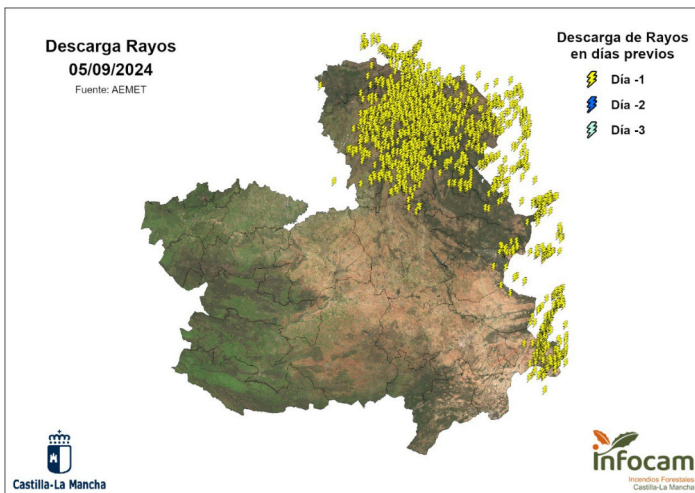 Descarga Rayos
05/09/2024
Fuente: AEMET
Descarga de Rayos
en días previos
Día -1
Día -2
Día -3
Castilla-La Mancha
infocam
Incendios Forestales
Castilla-La Mancha